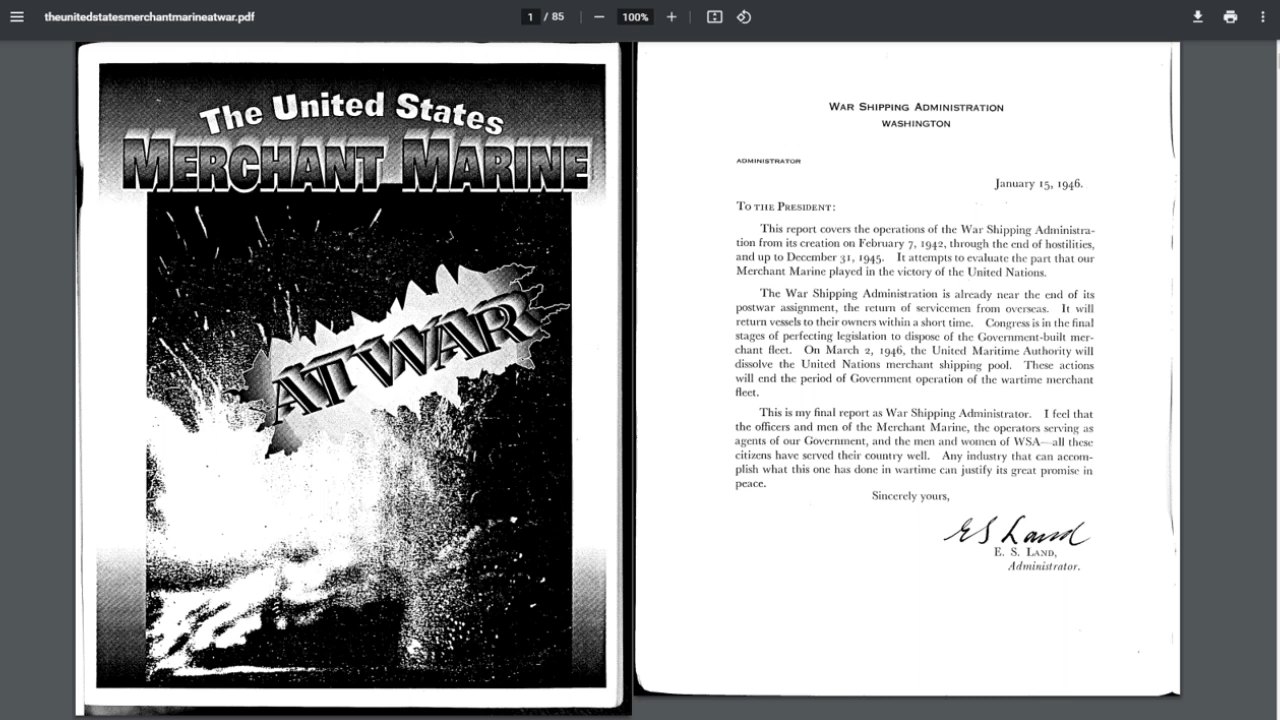 theunitedstatesmerchantmarineatwar.pdf
1 / 85
100%
The United States
MERCHANT MARINE
AT WAR
WAR SHIPPING ADMINISTRATION
WASHINGTON
ADMINISTRATOR
January 15, 1946.
TO THE PRESIDENT:
This report covers the operations of the War Shipping Administra-
tion from its creation on February 7, 1942, through the end of hostilities,
and up to December 31, 1945. It attempts to evaluate the part that our
Merchant Marine played in the victory of the United Nations.
The War Shipping Administration is already near the end of its
postwar assignment, the return of servicemen from overseas. It will
return vessels to their owners within a short time. Congress is in the final
stages of perfecting legislation to dispose of the Government-built mer-
chant fleet. On March 2, 1946, the United Maritime Authority will
dissolve the United Nations merchant shipping pool. These actions
will end the period of Government operation of the wartime merchant
fleet.
This is my final report as War Shipping Administrator. I feel that
the officers and men of the Merchant Marine, the operators serving as
agents of our Government, and the men and women of WSA—all these
citizens have served their country well. Any industry that can accom-
plish what this one has done in wartime can justify its great promise in
peace.
Sincerely yours,
E S Land
E. S. LAND,
Administrator.